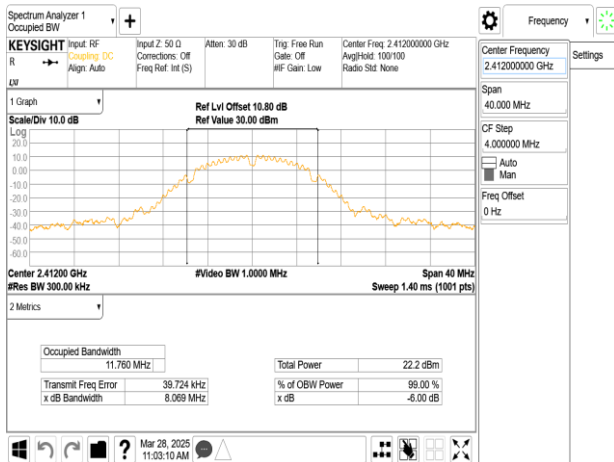 Spectrum Analyzer 1
Occupied BW
+
Frequency
KEYSIGHT
R
LXI
Input: RF
Coupling: DC
Align: Auto
Input Z: 50 Ω
Corrections: Off
Freq Ref: Int (S)
Atten: 30 dB
Trig: Free Run
Gate: Off
#IF Gain: Low
Center Freq: 2.412000000 GHz
Avg|Hold: 100/100
Radio Std: None
Center Frequency
2.412000000 GHz
Settings
Span
40.000 MHz
CF Step
4.000000 MHz
Auto
Man
Freq Offset
0 Hz
1 Graph
Scale/Div 10.0 dB
Ref Lvl Offset 10.80 dB
Ref Value 30.00 dBm
Log
20.0
10.0
0.00
-10.0
-20.0
-30.0
-40.0
-50.0
-60.0
Center 2.41200 GHz
#Video BW 1.0000 MHz
Span 40 MHz
#Res BW 300.00 kHz
Sweep 1.40 ms (1001 pts)
2 Metrics
Occupied Bandwidth
11.760 MHz
Total Power 22.2 dBm
Transmit Freq Error 39.724 kHz
% of OBW Power 99.00 %
x dB Bandwidth 8.069 MHz
x dB -6.00 dB
?
Mar 28, 2025
11:03:10 AM